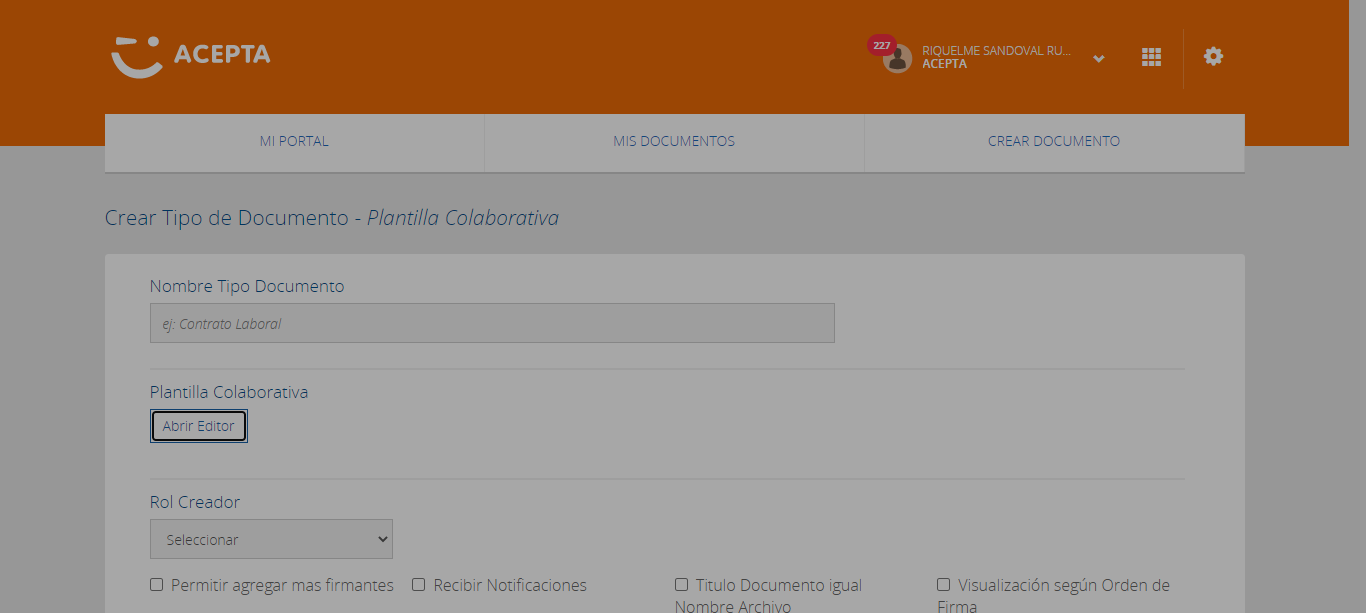 ACEPTA
227
RIQUELME SANDOVAL RU...
ACEPTA
MI PORTAL
MIS DOCUMENTOS
CREAR DOCUMENTO
Crear Tipo de Documento - Plantilla Colaborativa
Nombre Tipo Documento
ej: Contrato Laboral
Plantilla Colaborativa
Abrir Editor
Rol Creador
Seleccionar
Permitir agregar mas firmantes
Recibir Notificaciones
Titulo Documento igual
Nombre Archivo
Visualización según Orden de
Firma